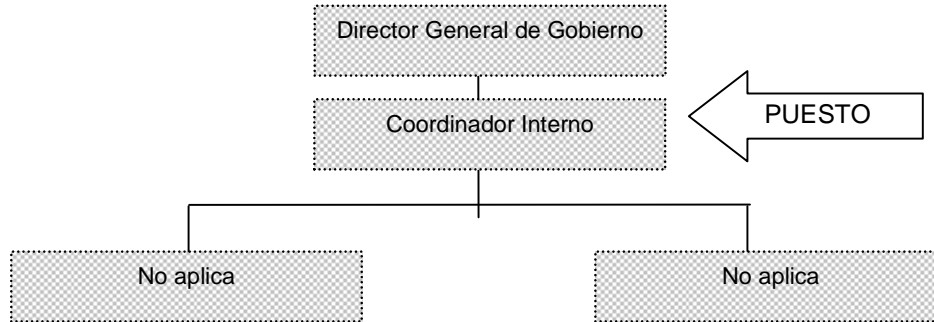 Director General de Gobierno
Coordinador Interno
PUESTO
No aplica
No aplica